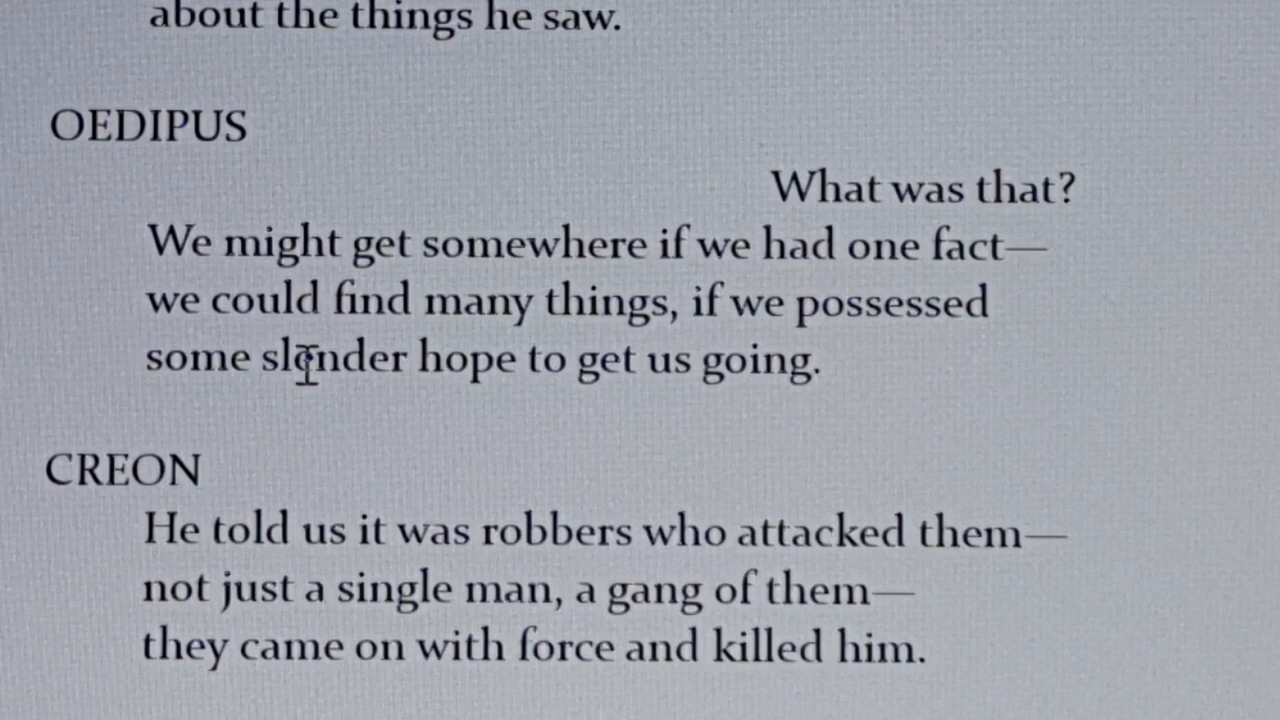 about the things he saw.
OEDIPUS
What was that?
We might get somewhere if we had one fact—
we could find many things, if we possessed
some slender hope to get us going.
CREON
He told us it was robbers who attacked them—
not just a single man, a gang of them—
they came on with force and killed him.